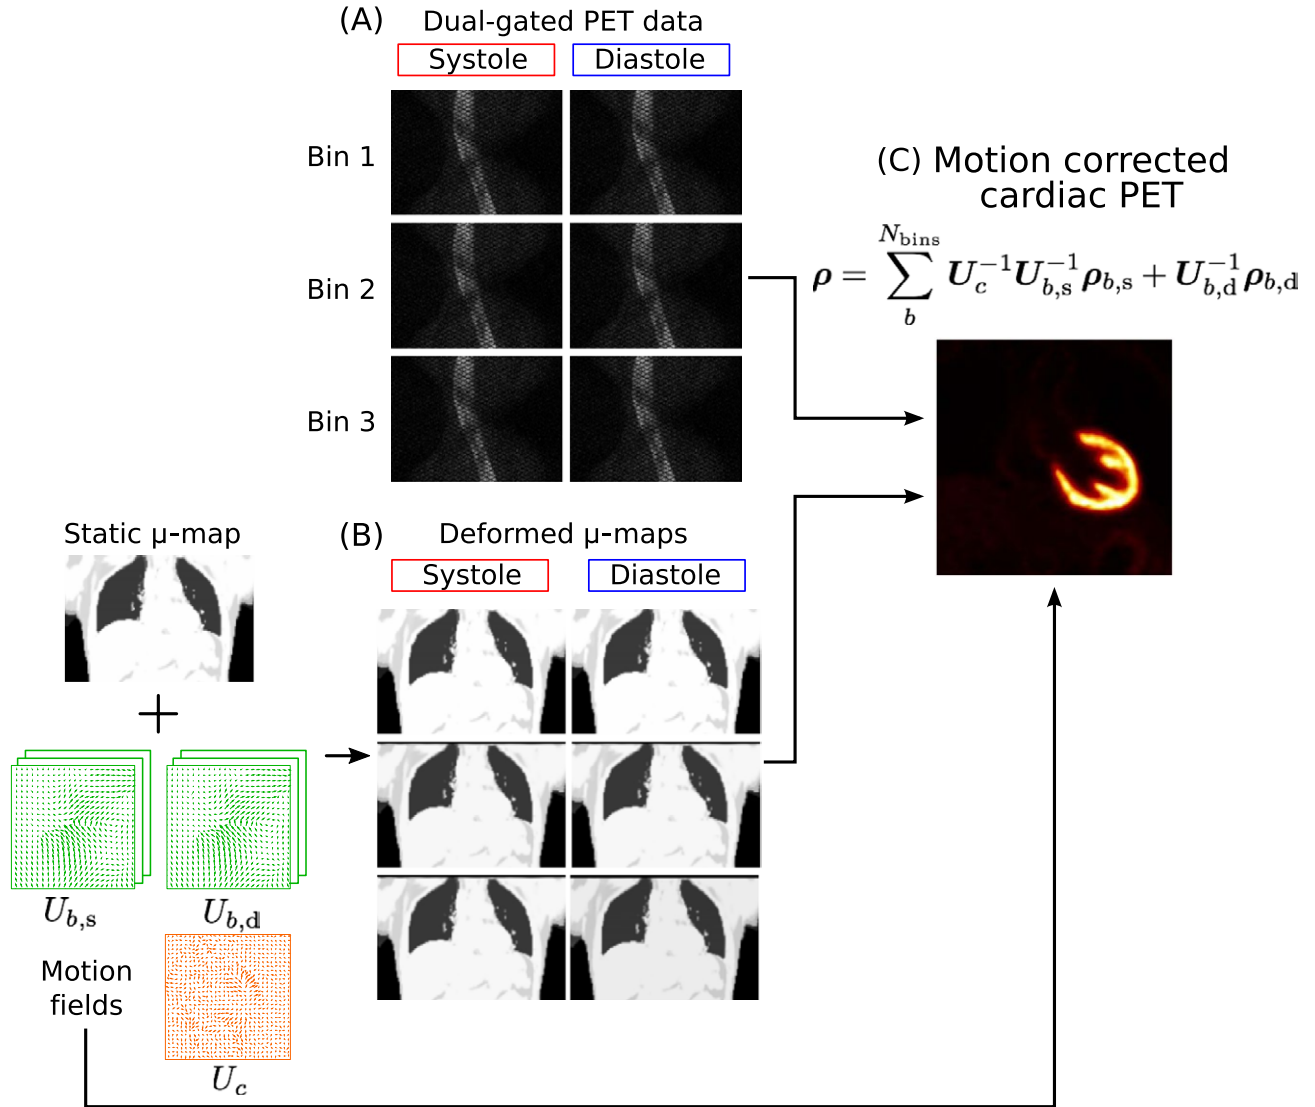 (A) Dual-gated PET data
Systole Diastole
Bin 1
Bin 2
Bin 3
(C) Motion corrected
cardiac PET
ρ = ∑_b^{N_bins} U_c^{-1} U_{b,s}^{-1} ρ_{b,s} + U_{b,d}^{-1} ρ_{b,d}
Static μ-map
+
U_{b,s} U_{b,d}
Motion
fields
U_c
(B) Deformed μ-maps
Systole Diastole